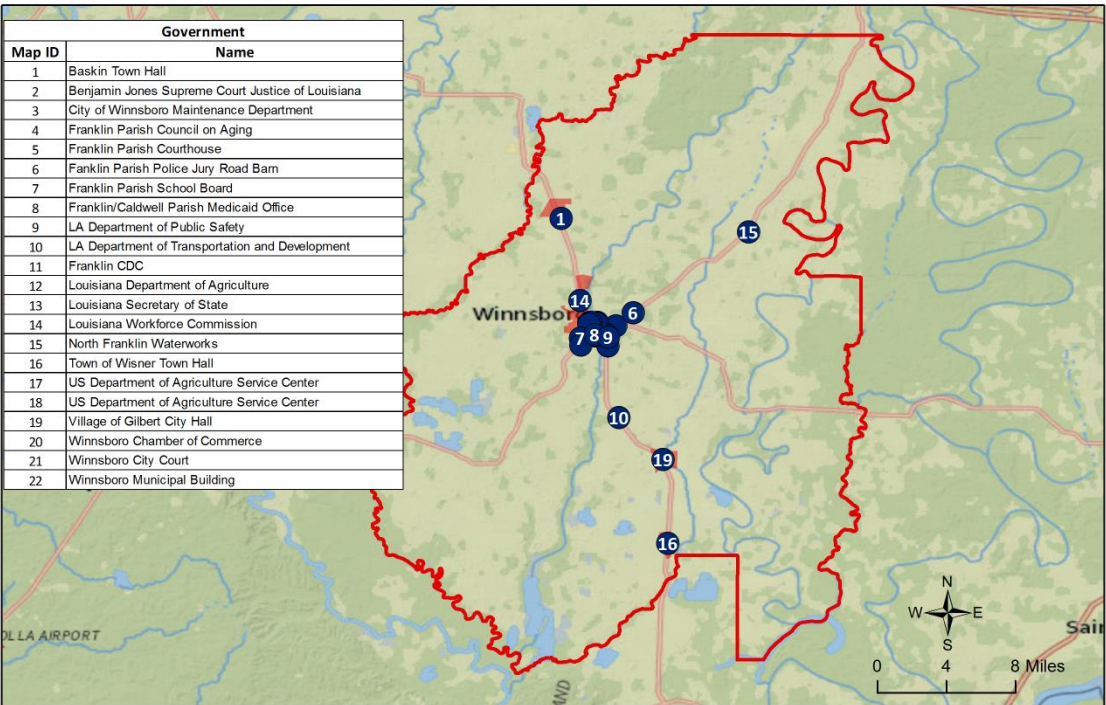 Government
Map ID Name
1 Baskin Town Hall
2 Benjamin Jones Supreme Court Justice of Louisiana
3 City of Winnsboro Maintenance Department
4 Franklin Parish Council on Aging
5 Franklin Parish Courthouse
6 Fanklin Parish Police Jury Road Barn
7 Franklin Parish School Board
8 Franklin/Caldwell Parish Medicaid Office
9 LA Department of Public Safety
10 LA Department of Transportation and Development
11 Franklin CDC
12 Louisiana Department of Agriculture
13 Louisiana Secretary of State
14 Louisiana Workforce Commission
15 North Franklin Waterworks
16 Town of Wisner Town Hall
17 US Department of Agriculture Service Center
18 US Department of Agriculture Service Center
19 Village of Gilbert City Hall
20 Winnsboro Chamber of Commerce
21 Winnsboro City Court
22 Winnsboro Municipal Building
1
15
14
Winnsboro
6
7 8 9
10
19
16
N
W E
S
OLLA AIRPORT
Sain
0 4 8 Miles
AND